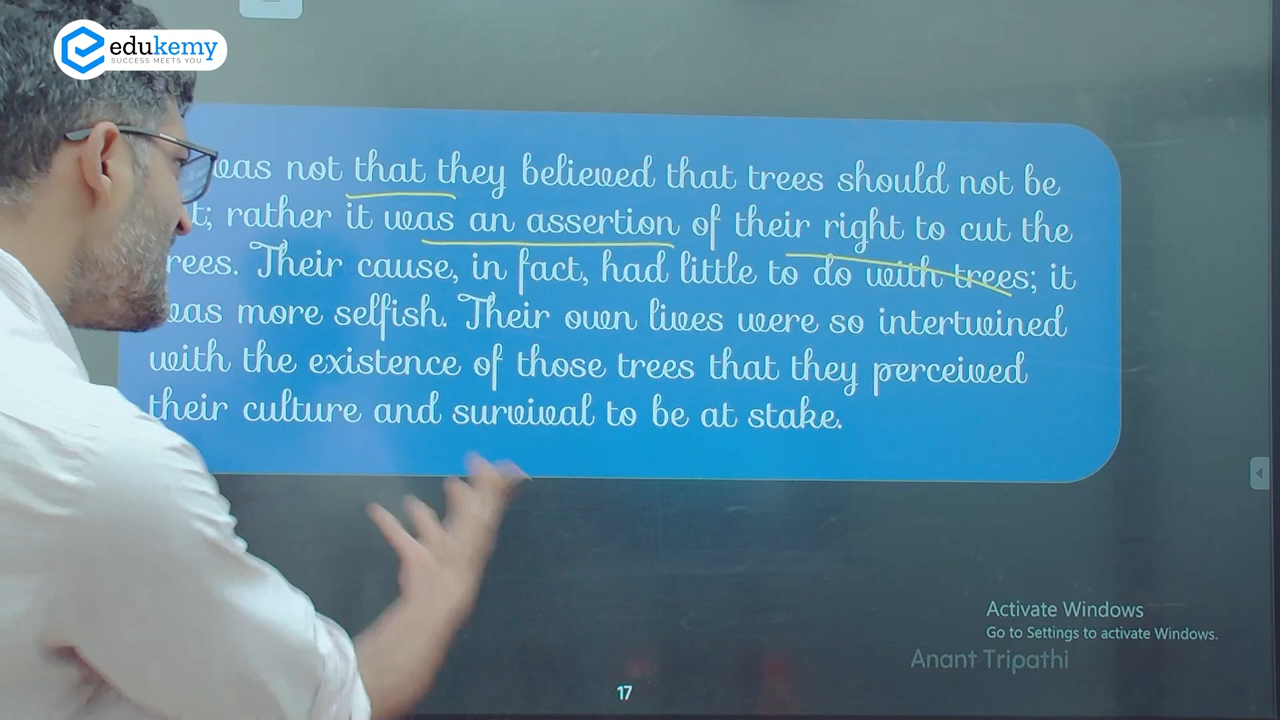 edukemy
SUCCESS MEETS YOU
was not that they believed that trees should not be
rather it was an assertion of their right to cut the
trees. Their cause, in fact, had little to do with trees; it
was more selfish. Their own lives were so intertwined
with the existence of those trees that they perceived
their culture and survival to be at stake.
Activate Windows
Go to Settings to activate Windows.
Anant Tripathi
17